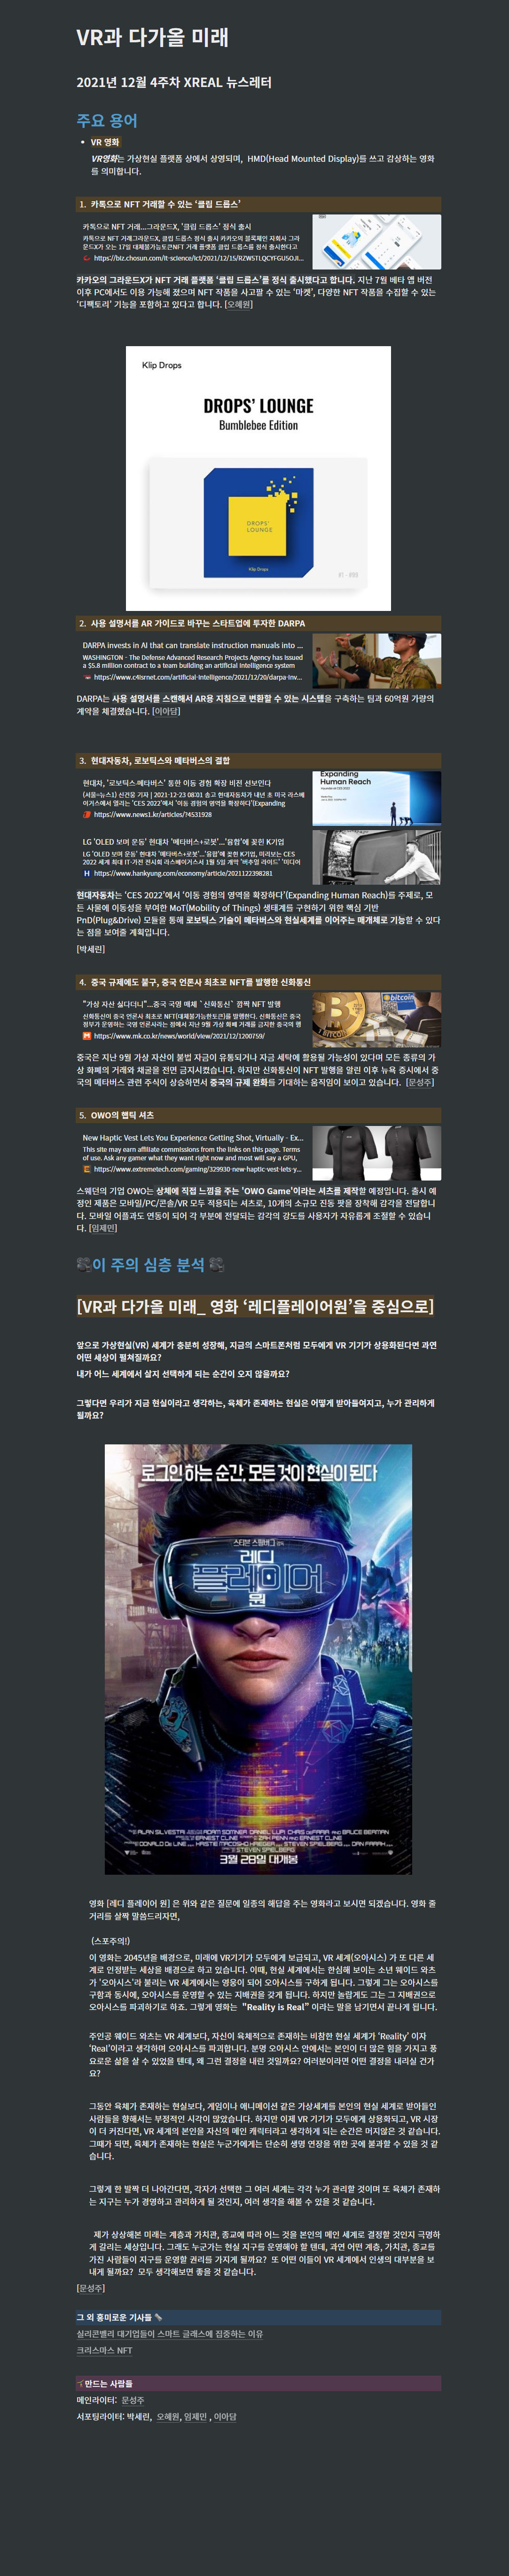 VR과 다가올 미래
2021년 12월 4주차 XREAL 뉴스레터
주요 용어
• VR 영화
VR영화는 가상현실 플랫폼 상에서 상영되며, HMD(Head Mounted Display)를 쓰고 감상하는 영화
를 의미합니다.
1. 카톡으로 NFT 거래할 수 있는 ‘클립 드롭스’
카톡으로 NFT 거래...그라운드X, '클립 드롭스' 정식 출시
카톡으로 NFT 거래그라운드X, 클립 드롭스 정식 출시 카카오의 블록체인 자회사 그라
운드X가 오는 17일 대체불가능토큰NFT 거래 플랫폼 클립 드롭스를 정식 출시한다고
https://biz.chosun.com/it-science/ict/2021/12/15/RZWSTLQCYFGU5OJI...
카카오의 그라운드X가 NFT 거래 플랫폼 ‘클립 드롭스’를 정식 출시했다고 합니다. 지난 7월 베타 앱 버전
이후 PC에서도 이용 가능해 졌으며 NFT 작품을 사고팔 수 있는 ‘마켓’, 다양한 NFT 작품을 수집할 수 있는
‘디팩토리’ 기능을 포함하고 있다고 합니다. [오혜원]
Klip Drops
DROPS’ LOUNGE
Bumblebee Edition
DROPS’
LOUNGE
Klip Drops
2. 사용 설명서를 AR 가이드로 바꾸는 스타트업에 투자한 DARPA
DARPA invests in AI that can translate instruction manuals into ...
WASHINGTON – The Defense Advanced Research Projects Agency has issued
a $5.8 million contract to a team building an artificial intelligence system
https://www.c4isrnet.com/artificial-intelligence/2021/12/20/darpa-inv...
DARPA는 사용 설명서를 스캔해서 AR용 지침으로 변환할 수 있는 시스템을 구축하는 팀과 60억원 가량의
계약을 체결했습니다. [이아담]
3. 현대자동차, 로보틱스와 메타버스의 결합
현대차, '로보틱스·메타버스' 통한 이동 경험 확장 비전 선보인다
(서울=뉴스1) 신건웅 기자 | 2021-12-23 08:31 송고 현대자동차가 내년 초 미국 라스베
이거스에서 열리는 'CES 2022'에서 '이동 경험의 영역을 확장하다'(Expanding
https://www.news1.kr/articles/?4531928
Expanding
Human Reach
LG 'OLED 보며 운동' 현대차 '메타버스+로봇'…'융합'에 꽂힌 K기업
LG 'OLED 보며 운동' 현대차 '메타버스+로봇'…'융합'에 꽂힌 K기업, 미리보는 CES
2022 세계 최대 IT·가전 전시회 라스베이거스서 1월 5일 개막 '버추얼 라이드' '미디어
https://www.hankyung.com/economy/article/2021122398281
현대자동차는 ‘CES 2022’에서 ‘이동 경험의 영역을 확장하다’(Expanding Human Reach)를 주제로, 모
든 사물에 이동성을 부여한 MoT(Mobility of Things) 생태계를 구현하기 위한 핵심 기반
PnD(Plug&Drive) 모듈을 통해 로보틱스 기술이 메타버스와 현실세계를 이어주는 매개체로 기능할 수 있다
는 점을 보여줄 계획입니다.
[박세린]
4. 중국 규제에도 불구, 중국 언론사 최초로 NFT를 발행한 신화통신
"가상 자산 싫다더니"…중국 국영 매체 `신화통신` 깜짝 NFT 발행
신화통신이 중국 언론사 최초로 NFT(대체불가능한토큰)를 발행한다. 신화통신은 중국
정부가 운영하는 국영 언론사라는 점에서 지난 9월 가상 화폐 거래를 금지한 중국의 행
https://www.mk.co.kr/news/world/view/2021/12/1200759/
bitcoin
중국은 지난 9월 가상 자산이 불법 자금이 유통되거나 자금 세탁에 활용될 가능성이 있다며 모든 종류의 가
상 화폐의 거래와 채굴을 전면 금지시켰습니다. 하지만 신화통신이 NFT 발행을 알린 이후 뉴욕 증시에서 중
국의 메타버스 관련 주식이 상승하면서 중국의 규제 완화를 기대하는 움직임이 보이고 있습니다. [문성주]
5. OWO의 햅틱 셔츠
New Haptic Vest Lets You Experience Getting Shot, Virtually - Ex...
This site may earn affiliate commissions from the links on this page. Terms
of use. Ask any gamer what they want right now and most will say a GPU,
https://www.extremetech.com/gaming/329930-new-haptic-vest-lets-y...
스웨덴의 기업 OWO는 상체에 직접 느낌을 주는 'OWO Game'이라는 셔츠를 제작할 예정입니다. 출시 예
정인 제품은 모바일/PC/콘솔/VR 모두 적용되는 셔츠로, 10개의 소규모 진동 팟을 장착해 감각을 전달합니
다. 모바일 어플과도 연동이 되어 각 부분에 전달되는 감각의 강도를 사용자가 자유롭게 조절할 수 있습니
다. [임제민]
이 주의 심층 분석
[VR과 다가올 미래_ 영화 ‘레디플레이어원’을 중심으로]
앞으로 가상현실(VR) 세계가 충분히 성장해, 지금의 스마트폰처럼 모두에게 VR 기기가 상용화된다면 과연
어떤 세상이 펼쳐질까요?
내가 어느 세계에서 살지 선택하게 되는 순간이 오지 않을까요?
그렇다면 우리가 지금 현실이라고 생각하는, 육체가 존재하는 현실은 어떻게 받아들여지고, 누가 관리하게
될까요?
로그인 하는 순간, 모든 것이 현실이 된다
스티븐 스필버그 감독
레디
플레이어
원
3월 28일 대개봉
영화 [레디 플레이어 원] 은 위와 같은 질문에 일종의 해답을 주는 영화라고 보시면 되겠습니다. 영화 줄
거리를 살짝 말씀드리자면,
(스포주의!)
이 영화는 2045년을 배경으로, 미래에 VR기기가 모두에게 보급되고, VR 세계(오아시스) 가 또 다른 세
계로 인정받는 세상을 배경으로 하고 있습니다. 이때, 현실 세계에서는 한심해 보이는 소년 웨이드 와츠
가 '오아시스'라 불리는 VR 세계에서는 영웅이 되어 오아시스를 구하게 됩니다. 그렇게 그는 오아시스를
구함과 동시에, 오아시스를 운영할 수 있는 지배권을 갖게 됩니다. 하지만 놀랍게도 그는 그 지배권으로
오아시스를 파괴하기로 하죠. 그렇게 영화는 "Reality is Real" 이라는 말을 남기면서 끝나게 됩니다.
주인공 웨이드 와츠는 VR 세계보다, 자신이 육체적으로 존재하는 비참한 현실 세계가 ‘Reality’ 이자
‘Real’이라고 생각하며 오아시스를 파괴합니다. 분명 오아시스 안에서는 본인이 더 많은 힘을 가지고 풍
요로운 삶을 살 수 있었을 텐데, 왜 그런 결정을 내린 것일까요? 여러분이라면 어떤 결정을 내리실 건가
요?
그동안 육체가 존재하는 현실보다, 게임이나 애니메이션 같은 가상세계를 본인의 현실 세계로 받아들인
사람들을 향해서는 부정적인 시각이 많았습니다. 하지만 이제 VR 기기가 모두에게 상용화되고, VR 시장
이 더 커진다면, VR 세계의 본인을 자신의 메인 캐릭터라고 생각하게 되는 순간은 머지않은 것 같습니다.
그때가 되면, 육체가 존재하는 현실은 누군가에게는 단순히 생명 연장을 위한 곳에 불과할 수 있을 것 같
습니다.
그렇게 한 발짝 더 나아간다면, 각자가 선택한 그 여러 세계는 각각 누가 관리할 것이며 또 육체가 존재하
는 지구는 누가 경영하고 관리하게 될 것인지, 여러 생각을 해볼 수 있을 것 같습니다.
제가 상상해본 미래는 계층과 가치관, 종교에 따라 어느 것을 본인의 메인 세계로 결정할 것인지 극명하
게 갈리는 세상입니다. 그래도 누군가는 현실 지구를 운영해야 할 텐데, 과연 어떤 계층, 가치관, 종교를
가진 사람들이 지구를 운영할 권리를 가지게 될까요? 또 어떤 이들이 VR 세계에서 인생의 대부분을 보
내게 될까요? 모두 생각해보면 좋을 것 같습니다.
[문성주]
그 외 흥미로운 기사들
실리콘벨리 대기업들이 스마트 글래스에 집중하는 이유
크리스마스 NFT
만드는 사람들
메인라이터: 문성주
서포팅라이터: 박세린, 오혜원, 임제민 , 이아담